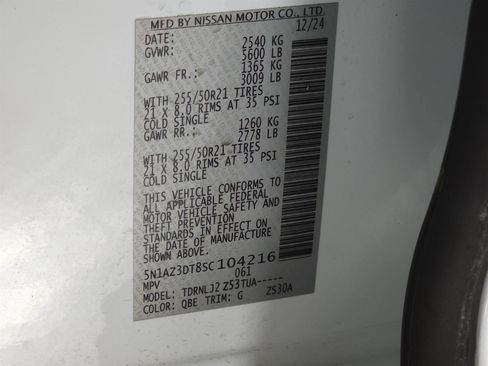 MFD BY NISSAN MOTOR CO., LTD.
DATE: 12/24
GVWR: 2540 KG
5600 LB
GAWR FR.: 1365 KG
3009 LB
WITH 255/50R21 TIRES
21 X 8.0 RIMS AT 35 PSI
COLD SINGLE
GAWR RR.: 1260 KG
2778 LB
WITH 255/50R21 TIRES
21 X 8.0 RIMS AT 35 PSI
COLD SINGLE
THIS VEHICLE CONFORMS TO
ALL APPLICABLE FEDERAL
MOTOR VEHICLE SAFETY AND
THEFT PREVENTION
STANDARDS IN EFFECT ON
THE DATE OF MANUFACTURE
5N1AZ3DT8SC104216
MPV 061
MODEL: TDRNLJ2 Z53TUA-----
COLOR: QBE TRIM: G ZS30A